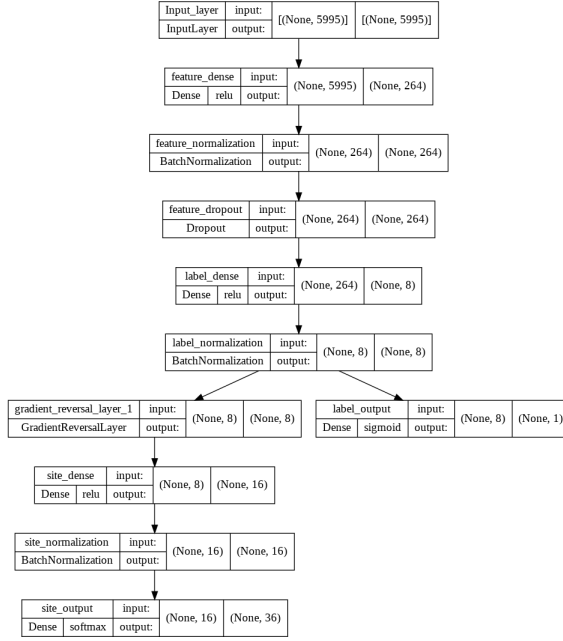 Input_layer input: [(None, 5995)] [(None, 5995)]
InputLayer output:
feature_dense input: (None, 5995) (None, 264)
Dense relu output:
feature_normalization input: (None, 264) (None, 264)
BatchNormalization output:
feature_dropout input: (None, 264) (None, 264)
Dropout output:
label_dense input: (None, 264) (None, 8)
Dense relu output:
label_normalization input: (None, 8) (None, 8)
BatchNormalization output:
gradient_reversal_layer_1 input: (None, 8) (None, 8)
GradientReversalLayer output:
label_output input: (None, 8) (None, 1)
Dense sigmoid output:
site_dense input: (None, 8) (None, 16)
Dense relu output:
site_normalization input: (None, 16) (None, 16)
BatchNormalization output:
site_output input: (None, 16) (None, 36)
Dense softmax output: